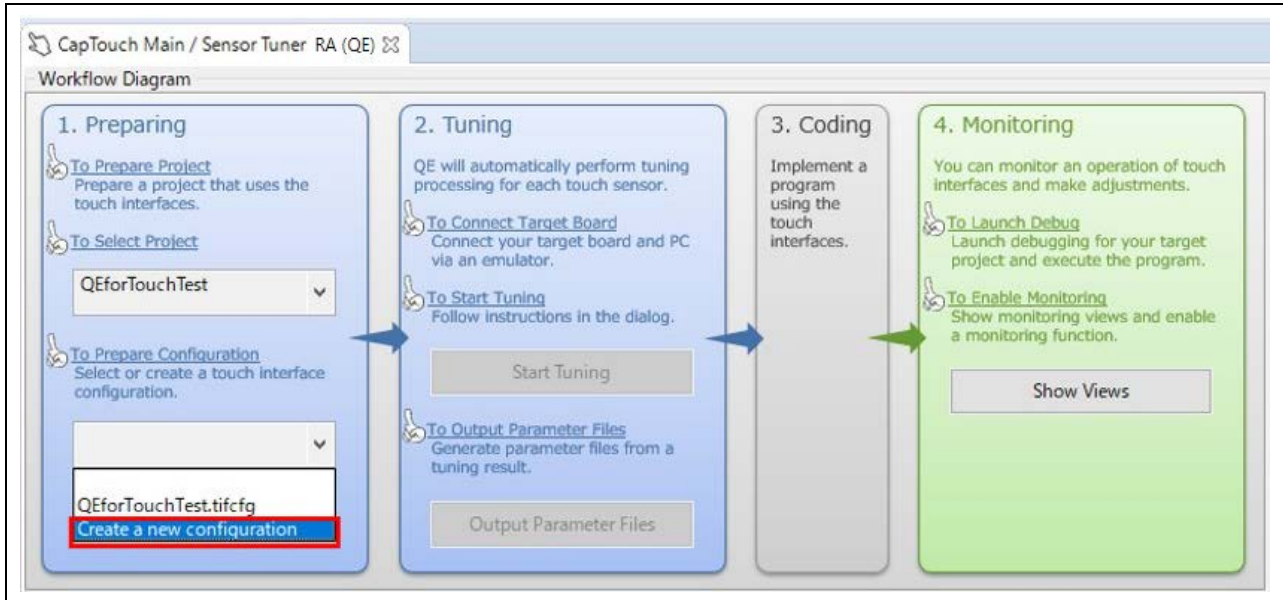 CapTouch Main / Sensor Tuner RA (QE)
Workflow Diagram
1. Preparing
To Prepare Project
Prepare a project that uses the
touch interfaces.
To Select Project
QEforTouchTest
To Prepare Configuration
Select or create a touch interface
configuration.
QEforTouchTest.tifcfg
Create a new configuration
2. Tuning
QE will automatically perform tuning
processing for each touch sensor.
To Connect Target Board
Connect your target board and PC
via an emulator.
To Start Tuning
Follow instructions in the dialog.
Start Tuning
To Output Parameter Files
Generate parameter files from a
tuning result.
Output Parameter Files
3. Coding
Implement a
program
using the
touch
interfaces.
4. Monitoring
You can monitor an operation of touch
interfaces and make adjustments.
To Launch Debug
Launch debugging for your target
project and execute the program.
To Enable Monitoring
Show monitoring views and enable
a monitoring function.
Show Views